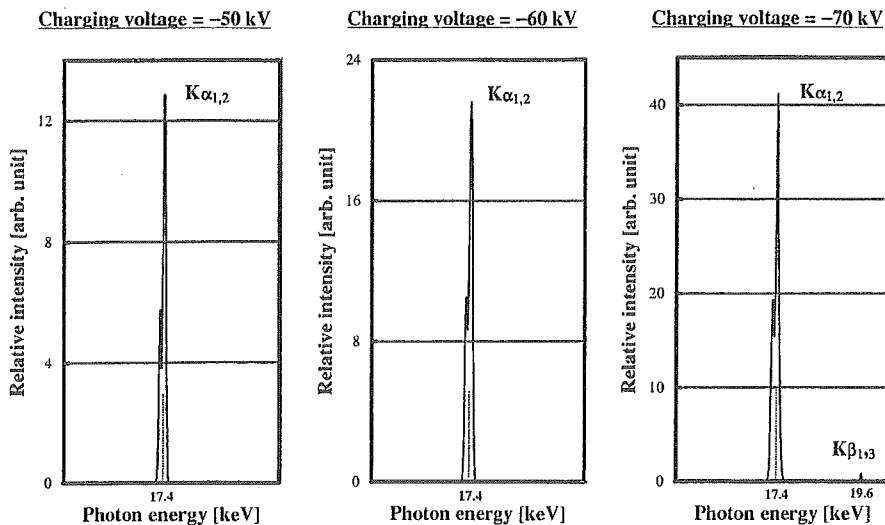 Charging voltage = −50 kV
Relative intensity [arb. unit]
12
8
4
0
Kα1,2
17.4
Photon energy [keV]
Charging voltage = −60 kV
Relative intensity [arb. unit]
24
16
8
0
Kα1,2
17.4
Photon energy [keV]
Charging voltage = −70 kV
Relative intensity [arb. unit]
40
30
20
10
0
Kα1,2
Kβ1,3
17.4
19.6
Photon energy [keV]